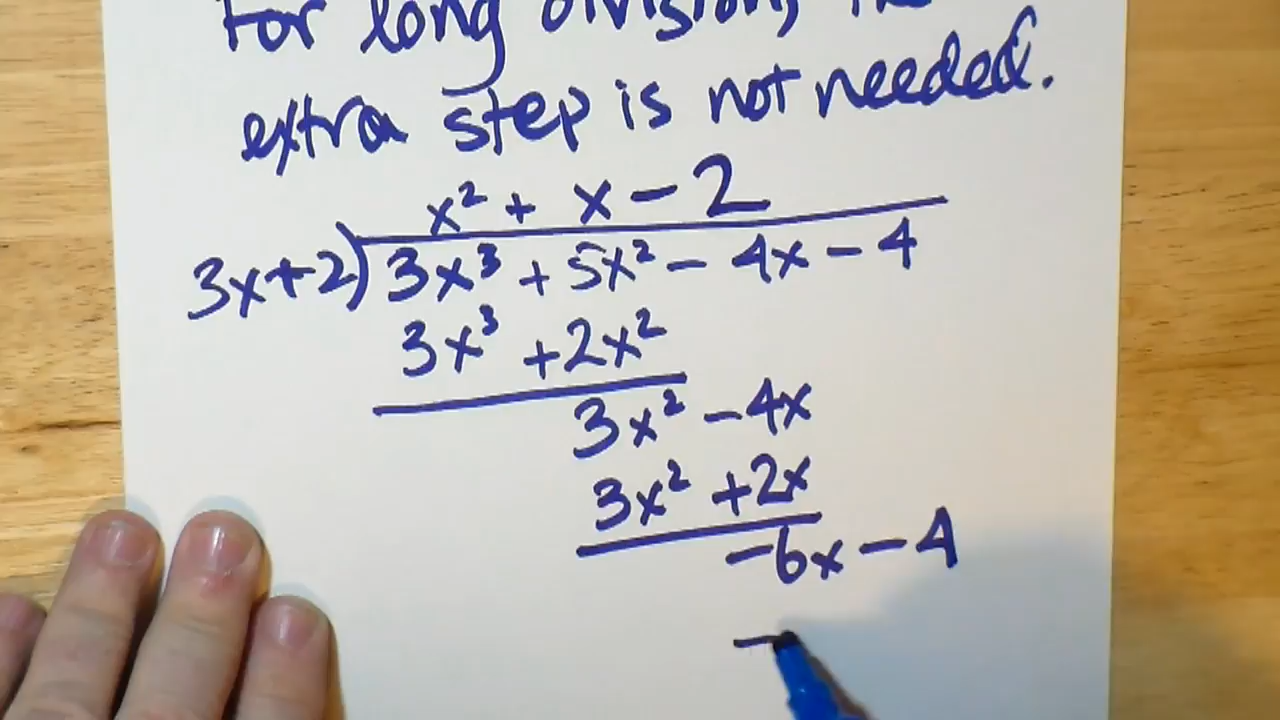 For long division,
extra step is not needed.
x² + x - 2
3x+2)3x³ + 5x² - 4x - 4
3x³ +2x²
3x² - 4x
3x² +2x
-6x - 4
-